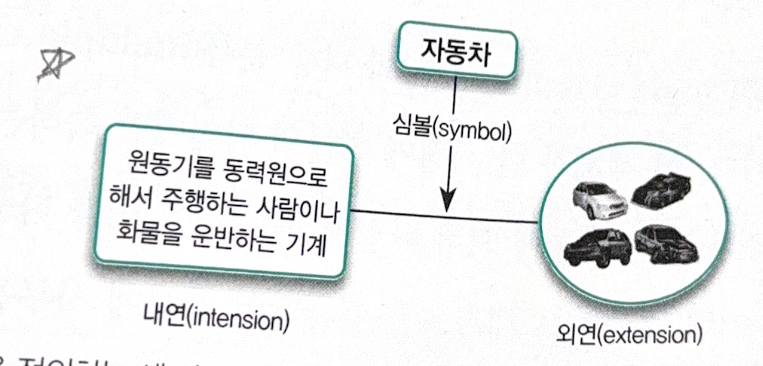 자동차
심볼(symbol)
원동기를 동력원으로
해서 주행하는 사람이나
화물을 운반하는 기계
내연(intension)
외연(extension)